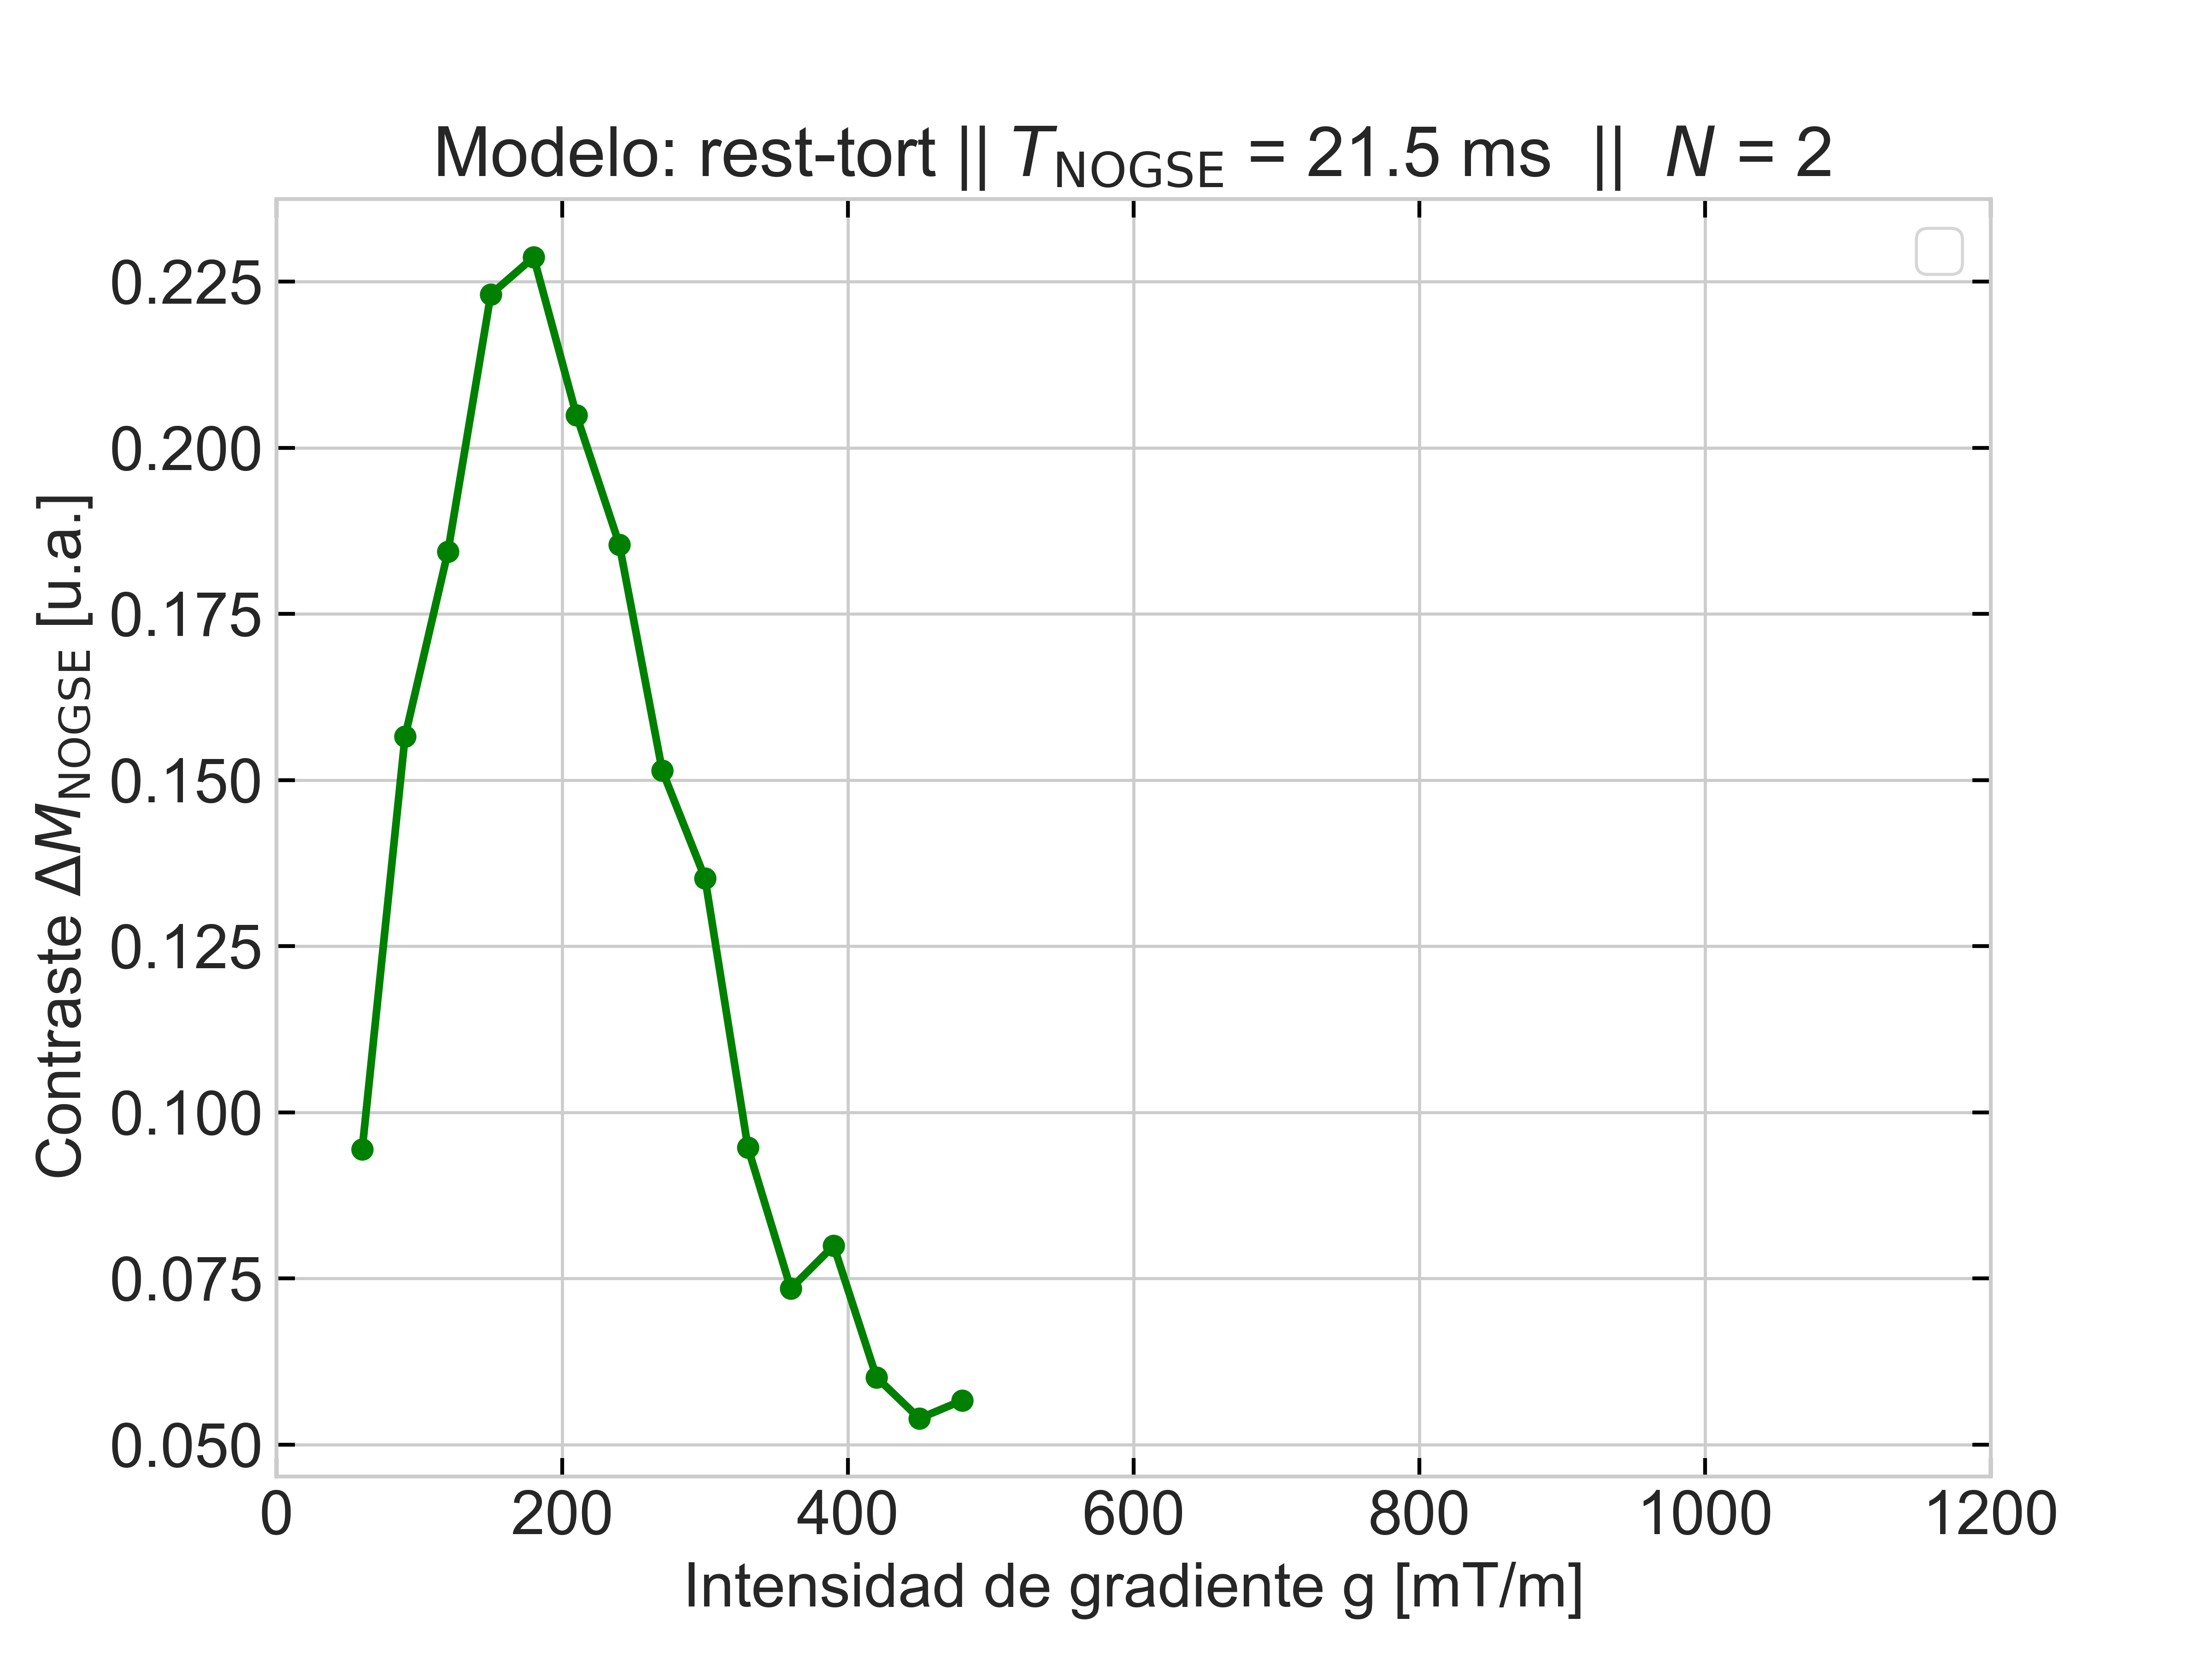 Modelo: rest-tort || T_NOGSE = 21.5 ms || N = 2
Contraste ΔM_NOGSE [u.a.]
0.225
0.200
0.175
0.150
0.125
0.100
0.075
0.050
0 200 400 600 800 1000 1200
Intensidad de gradiente g [mT/m]